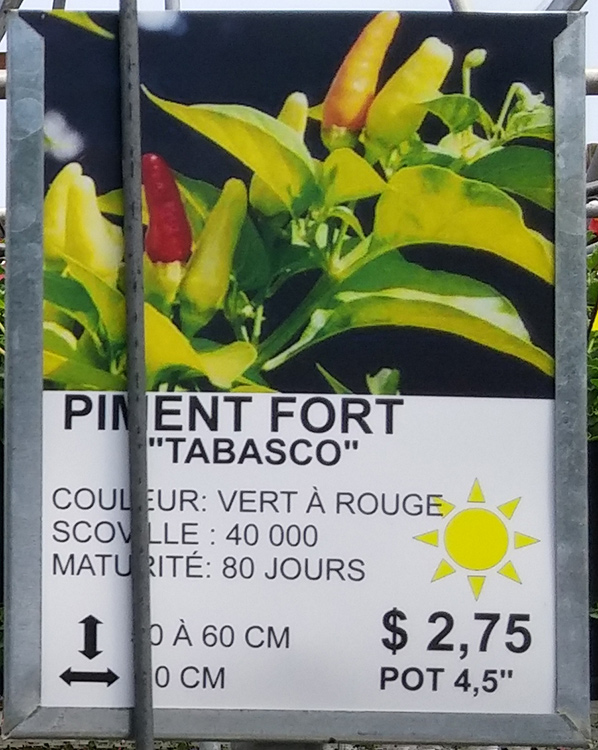 PIMENT FORT
"TABASCO"
COULEUR: VERT À ROUGE
SCOVILLE : 40 000
MATURITÉ: 80 JOURS
À 60 CM
CM
$ 2,75
POT 4,5"